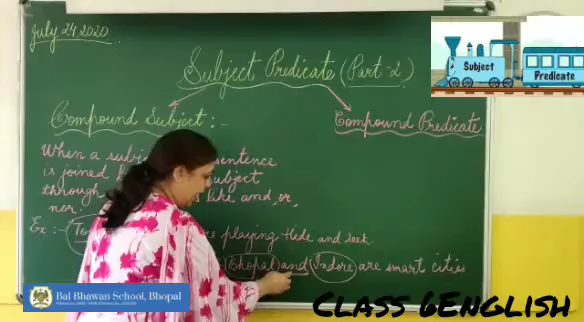 July 24 2020
Subject Predicate (Part-2)
Subject
Predicate
Compound Subject :-
Compound Predicate
When a subj sentence
is joined subject
through like and, or,
nor.
Ex :- playing Hide and seek.
Bhopal and Indore are smart cities
Bal Bhawan School, Bhopal
Class 6English